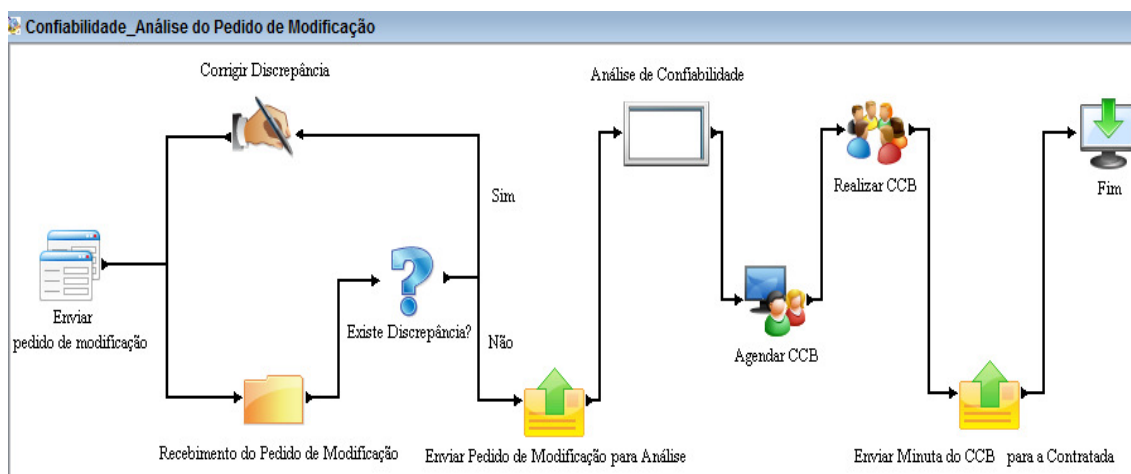 Confiabilidade_Análise do Pedido de Modificação
Corrigir Discrepância
Análise de Confiabilidade
Realizar CCB
Fim
Sim
Enviar
pedido de modificação
Existe Discrepância?
Não
Agendar CCB
Recebimento do Pedido de Modificação
Enviar Pedido de Modificação para Análise
Enviar Minuta do CCB para a Contratada